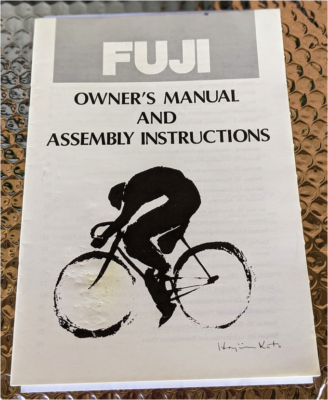 FUJI
OWNER'S MANUAL
AND
ASSEMBLY INSTRUCTIONS